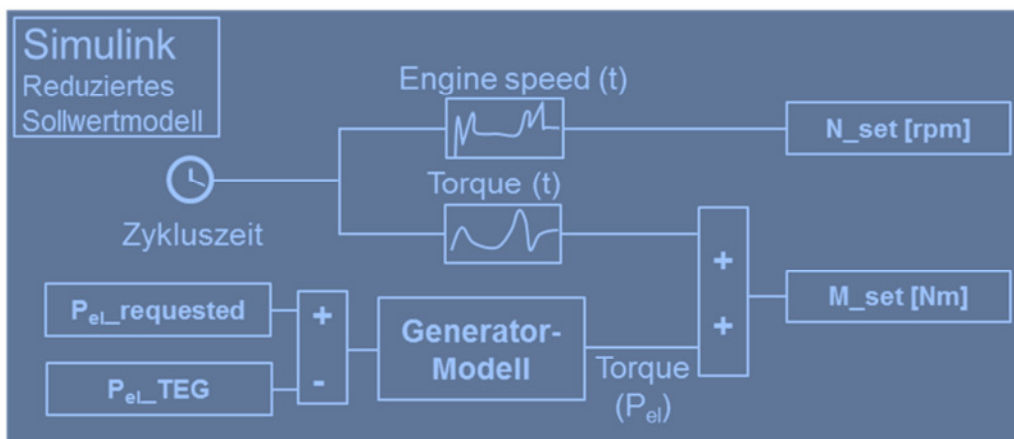 Simulink
Reduziertes
Sollwertmodell
Engine speed (t)
N_set [rpm]
Zykluszeit
Torque (t)
+
+
M_set [Nm]
Pel_requested
+
-
Pel_TEG
Generator-
Modell
Torque
(Pel)